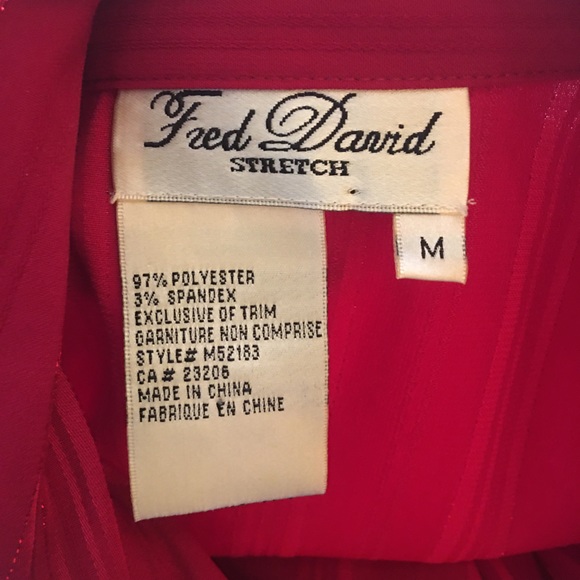 Fred David
STRETCH
M
97% POLYESTER
3% SPANDEX
EXCLUSIVE OF TRIM
GARNITURE NON COMPRISE
STYLE# M52183
CA# 23206
MADE IN CHINA
FABRIQUE EN CHINE